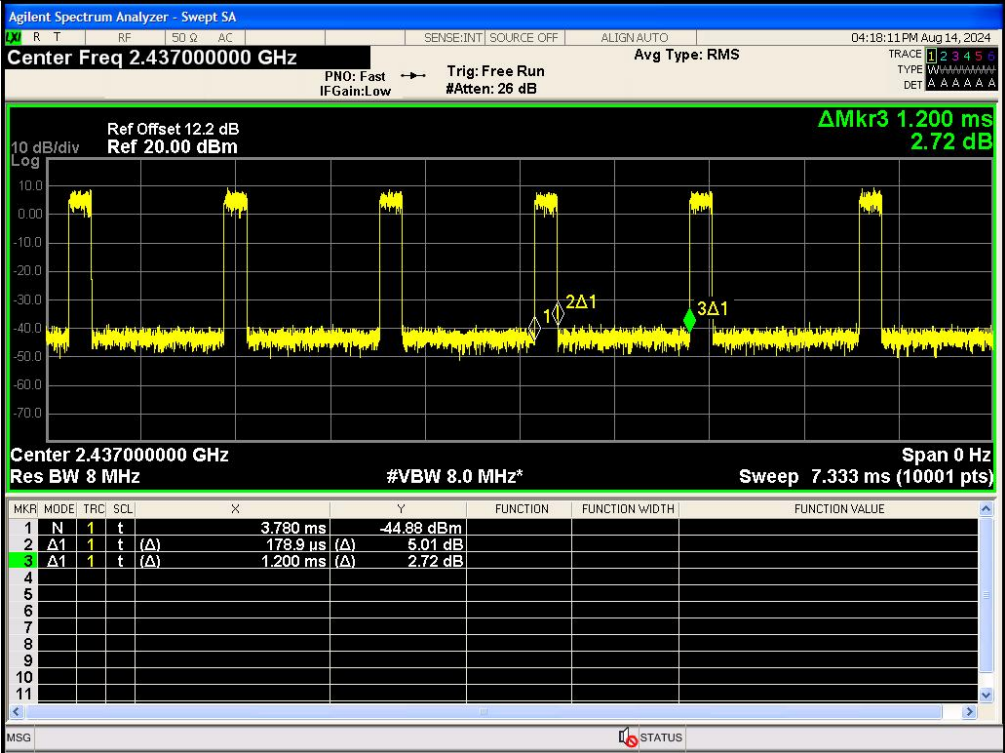 Agilent Spectrum Analyzer - Swept SA
LXI R T RF 50 Ω AC SENSE:INT SOURCE OFF ALIGN AUTO 04:18:11 PM Aug 14, 2024
Center Freq 2.437000000 GHz Avg Type: RMS TRACE 1 2 3 4 5 6
PNO: Fast Trig: Free Run TYPE W
IFGain:Low #Atten: 26 dB DET A A A A A A
ΔMkr3 1.200 ms
2.72 dB
Ref Offset 12.2 dB
10 dB/div Ref 20.00 dBm
Log
10.0
0.00
-10.0
-20.0
-30.0
-40.0
-50.0
-60.0
-70.0
1
2Δ1
3Δ1
Center 2.437000000 GHz Span 0 Hz
Res BW 8 MHz #VBW 8.0 MHz* Sweep 7.333 ms (10001 pts)
MKR MODE TRC SCL X Y FUNCTION FUNCTION WIDTH FUNCTION VALUE
1 N 1 t 3.780 ms -44.88 dBm
2 Δ1 1 t (Δ) 178.9 µs (Δ) 5.01 dB
3 Δ1 1 t (Δ) 1.200 ms (Δ) 2.72 dB
4
5
6
7
8
9
10
11
MSG STATUS